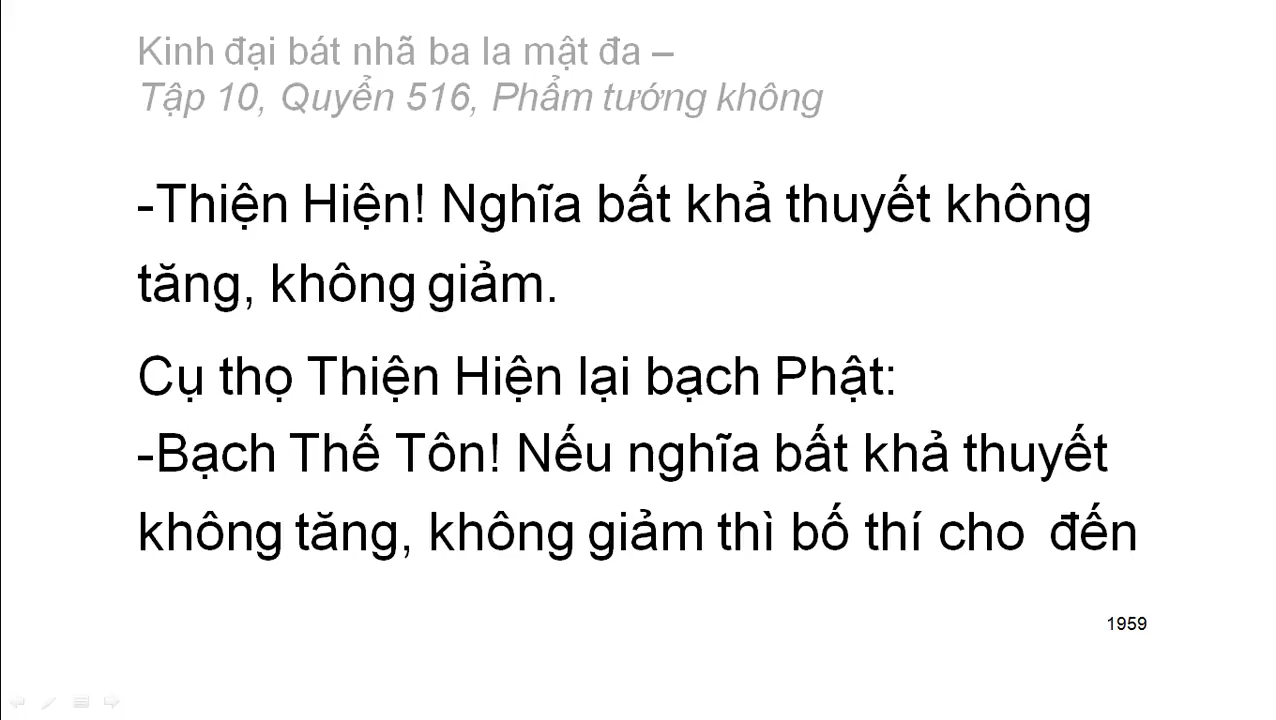 Kinh đại bát nhã ba la mật đa –
Tập 10, Quyển 516, Phẩm tướng không
-Thiện Hiện! Nghĩa bất khả thuyết không
tăng, không giảm.
Cụ thọ Thiện Hiện lại bạch Phật:
-Bạch Thế Tôn! Nếu nghĩa bất khả thuyết
không tăng, không giảm thì bố thí cho đến
1959